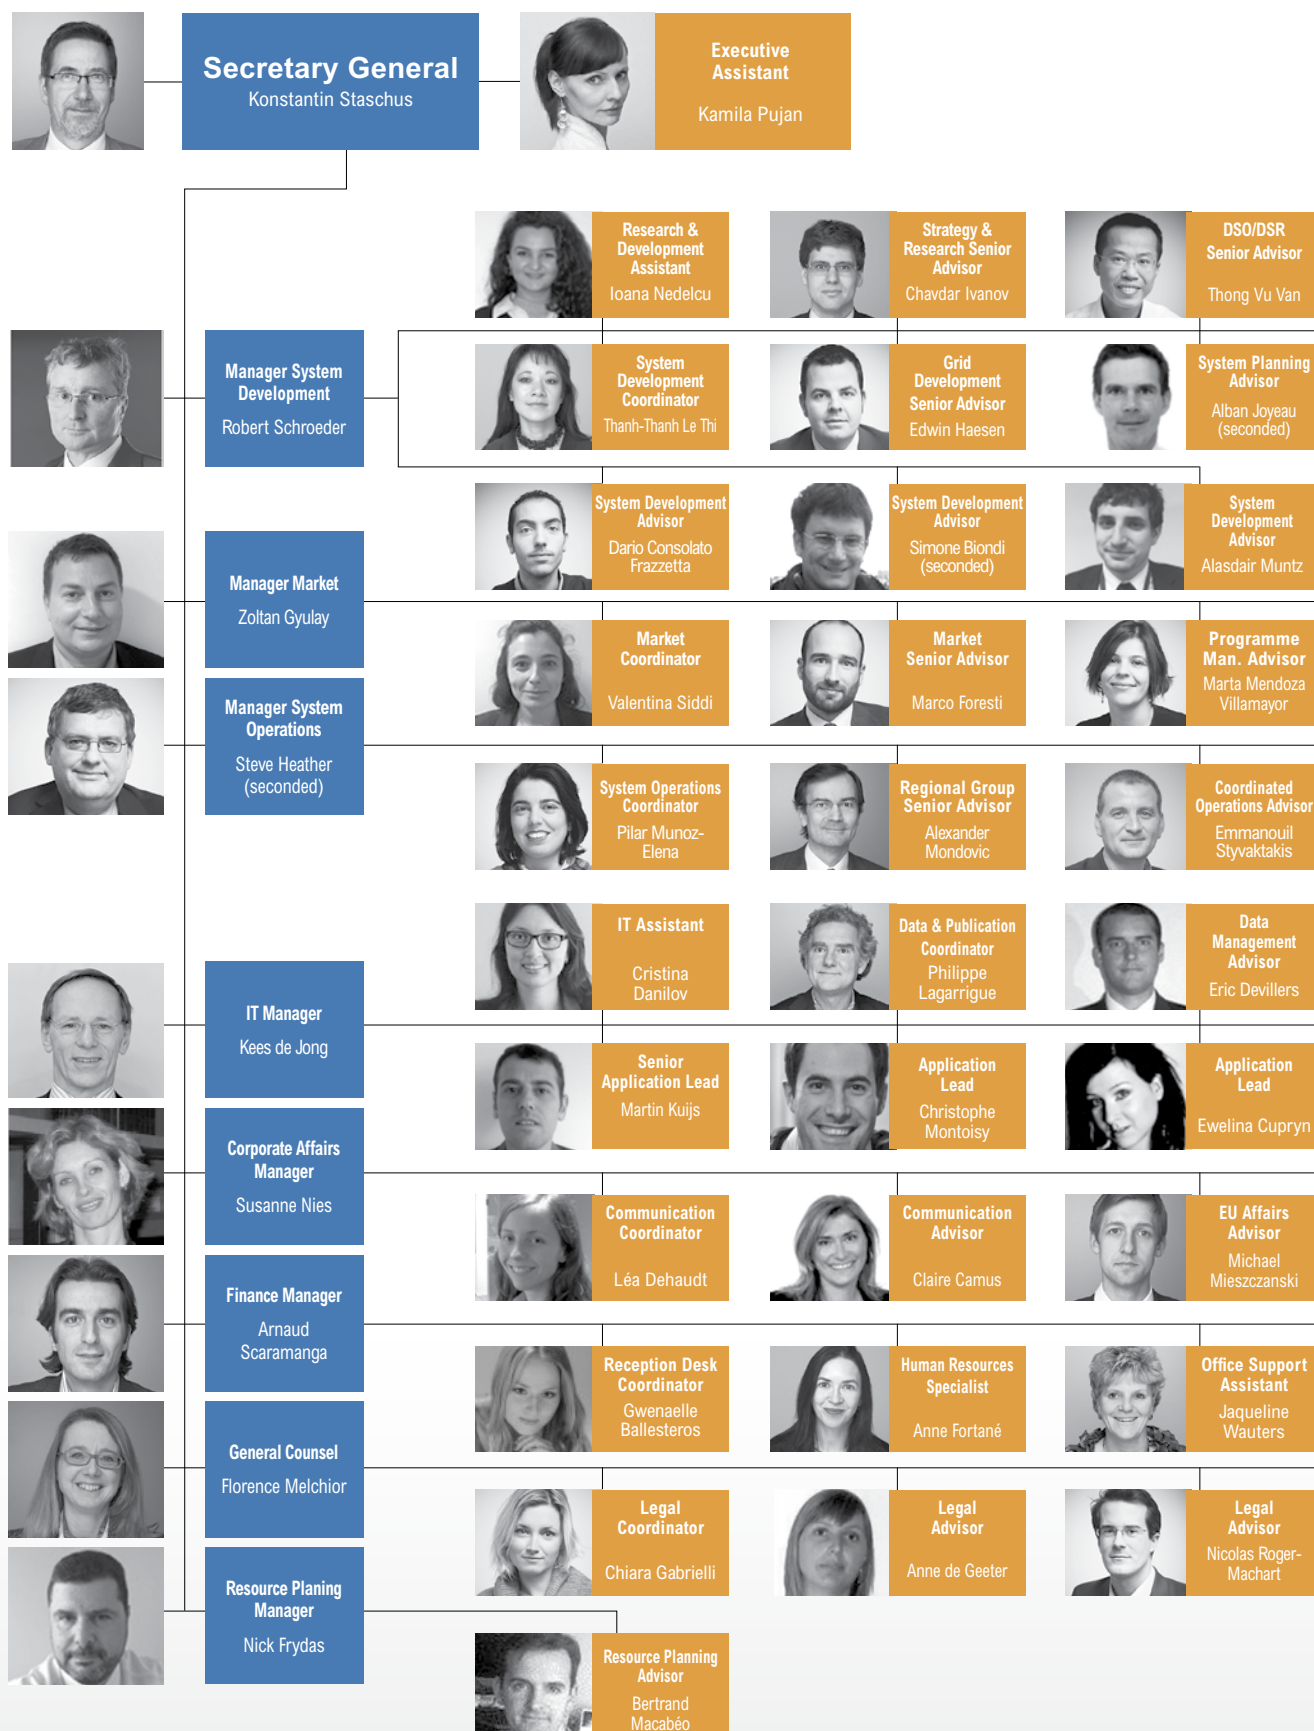 Secretary General
Konstantin Staschus
Executive
Assistant
Kamila Pujan
Research &
Development
Assistant
Ioana Nedelcu
Strategy &
Research Senior
Advisor
Chavdar Ivanov
DSO/DSR
Senior Advisor
Thong Vu Van
Manager System
Development
Robert Schroeder
System
Development
Coordinator
Thanh-Thanh Le Thi
Grid
Development
Senior Advisor
Edwin Haesen
System Planning
Advisor
Alban Joyeau
(seconded)
System Development
Advisor
Dario Consolato
Frazzetta
System Development
Advisor
Simone Biondi
(seconded)
System
Development
Advisor
Alasdair Muntz
Manager Market
Zoltan Gyulay
Market
Coordinator
Valentina Siddi
Market
Senior Advisor
Marco Foresti
Programme
Man. Advisor
Marta Mendoza
Villamayor
Manager System
Operations
Steve Heather
(seconded)
System Operations
Coordinator
Pilar Munoz-
Elena
Regional Group
Senior Advisor
Alexander
Mondovic
Coordinated
Operations Advisor
Emmanouil
Styvaktakis
IT Assistant
Cristina
Danilov
Data & Publication
Coordinator
Philippe
Lagarrigue
Data
Management
Advisor
Eric Devillers
IT Manager
Kees de Jong
Senior
Application Lead
Martin Kuijs
Application
Lead
Christophe
Montoisy
Application
Lead
Ewelina Cupryn
Corporate Affairs
Manager
Susanne Nies
Communication
Coordinator
Léa Dehaudt
Communication
Advisor
Claire Camus
EU Affairs
Advisor
Michael
Mieszczanski
Finance Manager
Arnaud
Scaramanga
Reception Desk
Coordinator
Gwenaelle
Ballesteros
Human Resources
Specialist
Anne Fortané
Office Support
Assistant
Jaqueline
Wauters
General Counsel
Florence Melchior
Legal
Coordinator
Chiara Gabrielli
Legal
Advisor
Anne de Geeter
Legal
Advisor
Nicolas Roger-
Machart
Resource Planing
Manager
Nick Frydas
Resource Planning
Advisor
Bertrand
Macabéo